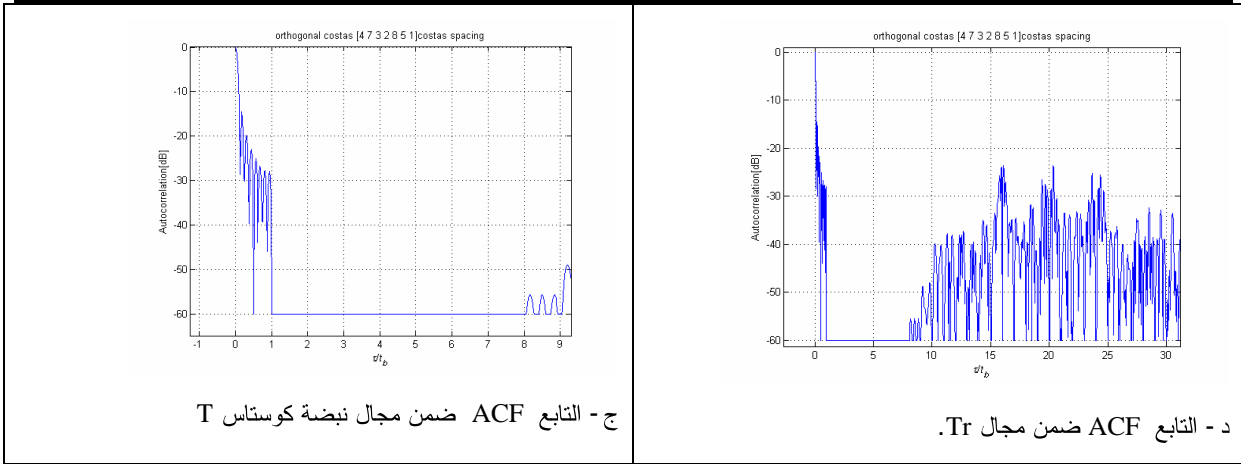 orthogonal costas [4 7 3 2 8 5 1]costas spacing
0
-10
-20
-30
-40
-50
-60
Autocorrelation[dB]
-1 0 1 2 3 4 5 6 7 8 9
τ/t_b
ج - التابع ACF ضمن مجال نبضة كوستاس T
orthogonal costas [4 7 3 2 8 5 1]costas spacing
0
-10
-20
-30
-40
-50
-60
Autocorrelation[dB]
0 5 10 15 20 25 30
τ/t_b
د - التابع ACF ضمن مجال Tr.